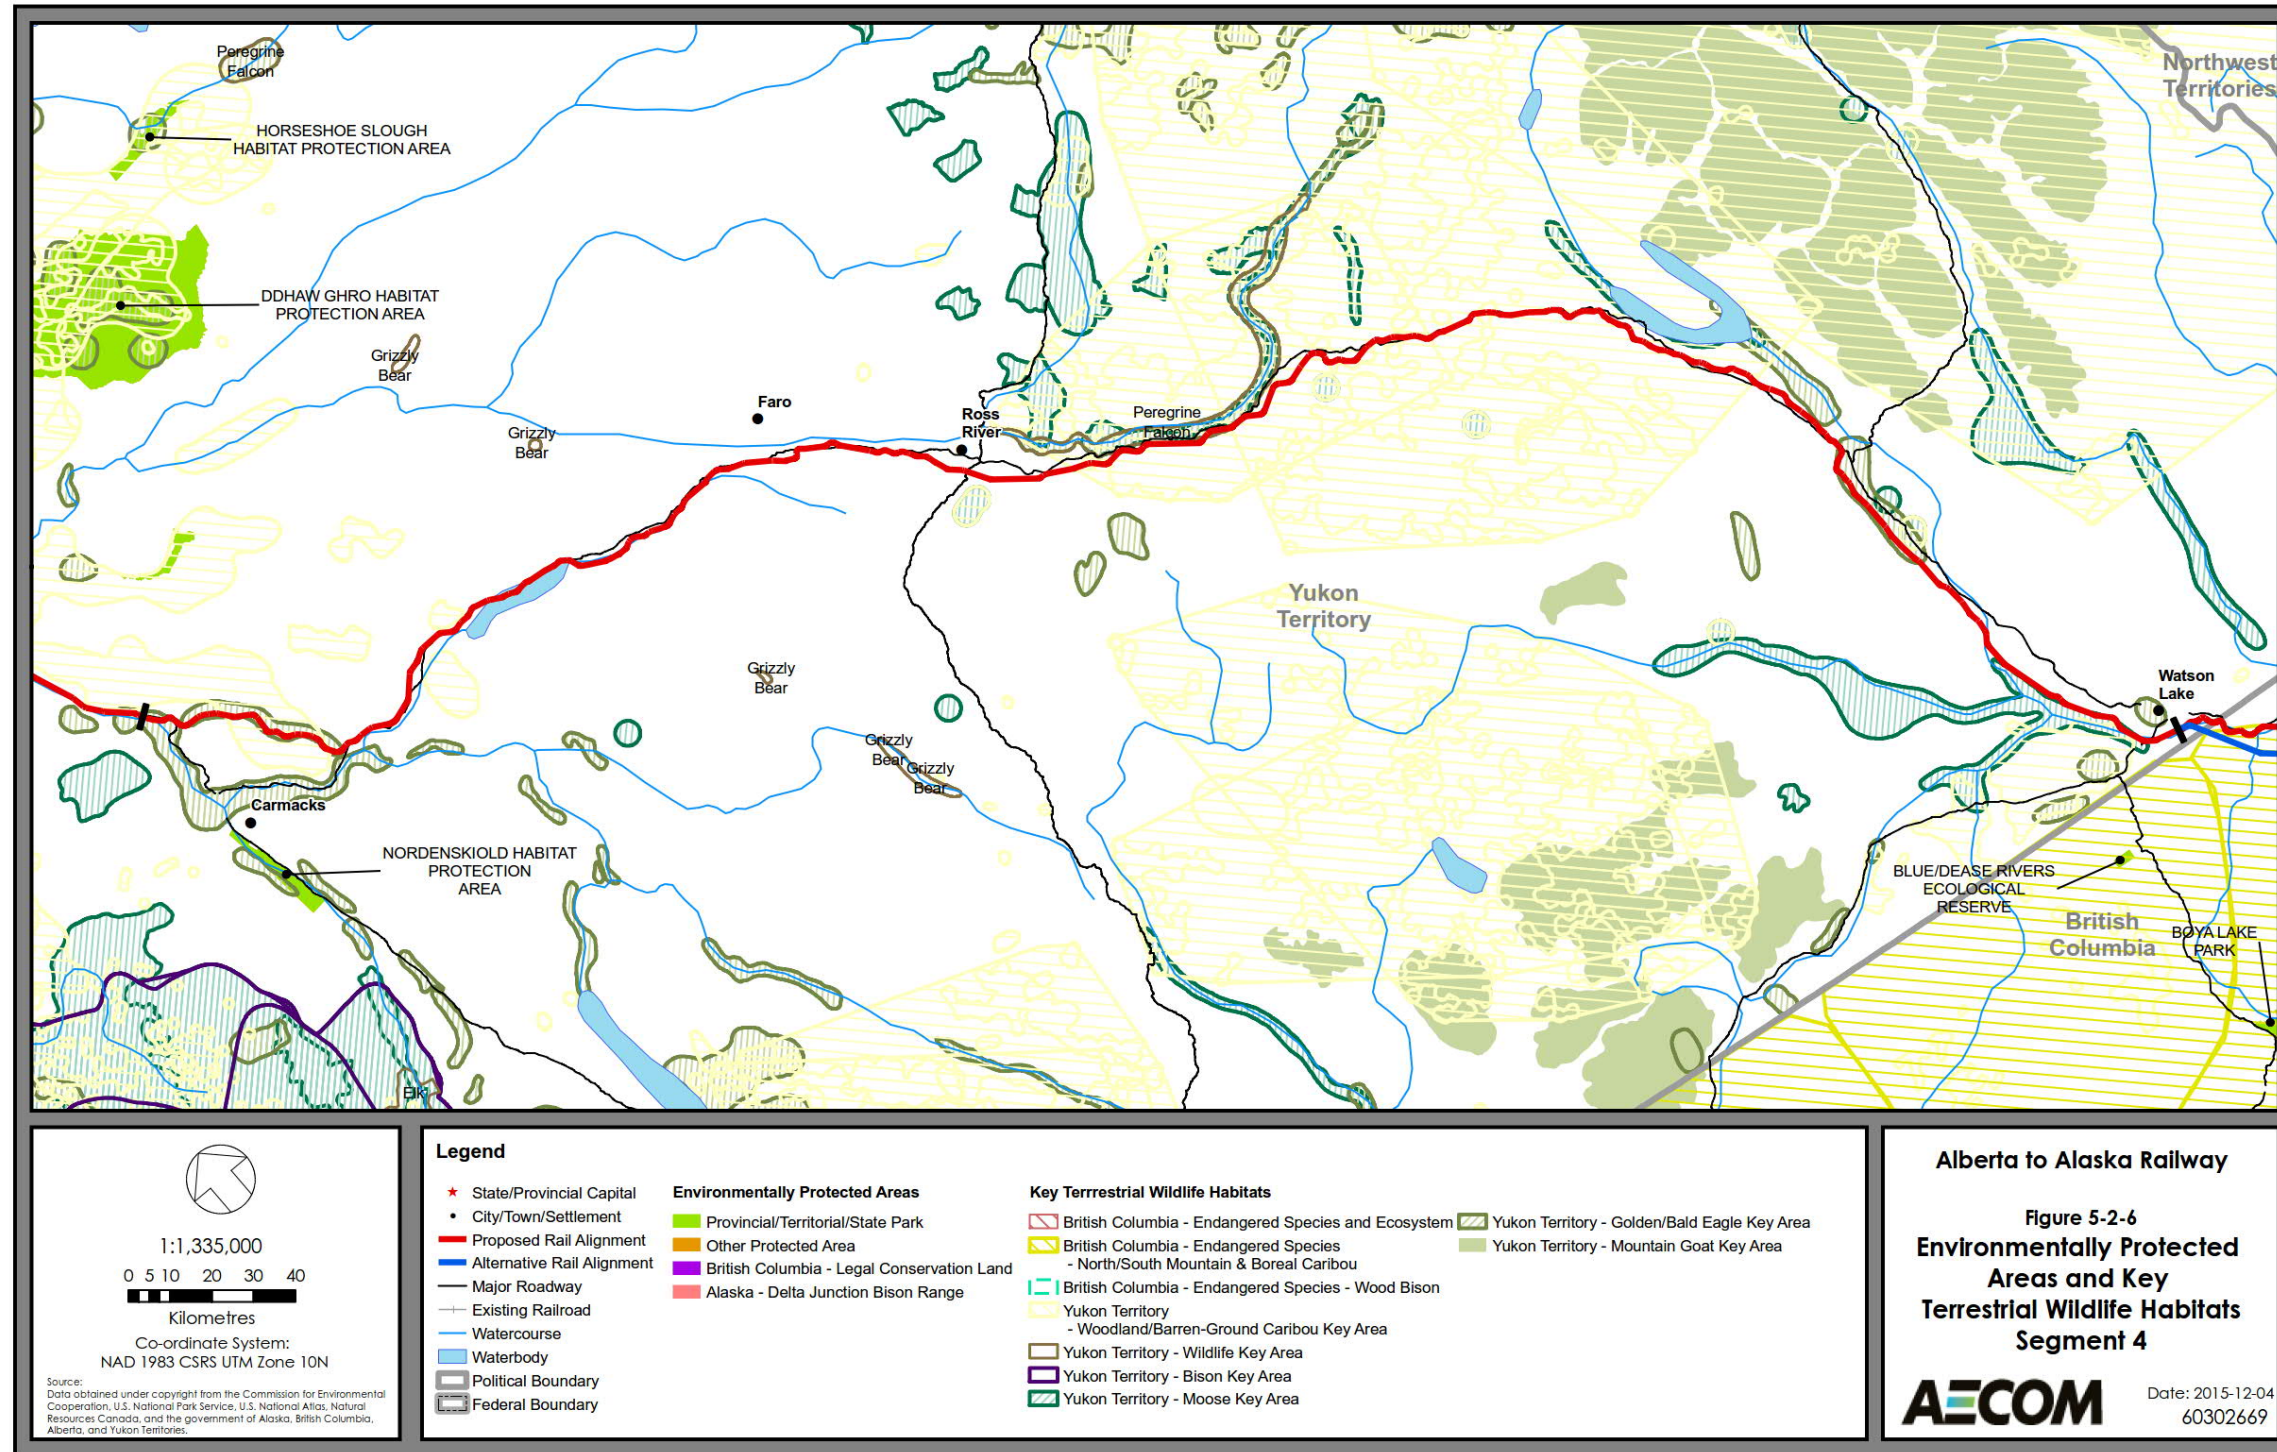 Peregrine
Falcon
HORSESHOE SLOUGH
HABITAT PROTECTION AREA
Northwest
Territories
DDHAW GHRO HABITAT
PROTECTION AREA
Grizzly
Bear
Faro
Ross
River
Peregrine
Falcon
Grizzly
Bear
Yukon
Territory
Grizzly
Bear
Watson
Lake
Grizzly
Bear
Grizzly
Bear
Carmacks
NORDENSKIOLD HABITAT
PROTECTION
AREA
BLUE/DEASE RIVERS
ECOLOGICAL
RESERVE
British
Columbia
BOYA LAKE
PARK
Elk
1:1,335,000
0 5 10 20 30 40
Kilometres
Co-ordinate System:
NAD 1983 CSRS UTM Zone 10N
Source:
Data obtained under copyright from the Commission for Environmental
Cooperation, U.S. National Park Service, U.S. National Atlas, Natural
Resources Canada, and the government of Alaska, British Columbia,
Alberta, and Yukon Territories.
Legend
State/Provincial Capital
City/Town/Settlement
Proposed Rail Alignment
Alternative Rail Alignment
Major Roadway
Existing Railroad
Watercourse
Waterbody
Political Boundary
Federal Boundary
Environmentally Protected Areas
Provincial/Territorial/State Park
Other Protected Area
British Columbia - Legal Conservation Land
Alaska - Delta Junction Bison Range
Key Terrrestrial Wildlife Habitats
British Columbia - Endangered Species and Ecosystem
British Columbia - Endangered Species
- North/South Mountain & Boreal Caribou
British Columbia - Endangered Species - Wood Bison
Yukon Territory
- Woodland/Barren-Ground Caribou Key Area
Yukon Territory - Wildlife Key Area
Yukon Territory - Bison Key Area
Yukon Territory - Moose Key Area
Yukon Territory - Golden/Bald Eagle Key Area
Yukon Territory - Mountain Goat Key Area
Alberta to Alaska Railway
Figure 5-2-6
Environmentally Protected
Areas and Key
Terrestrial Wildlife Habitats
Segment 4
AECOM
Date: 2015-12-04
60302669